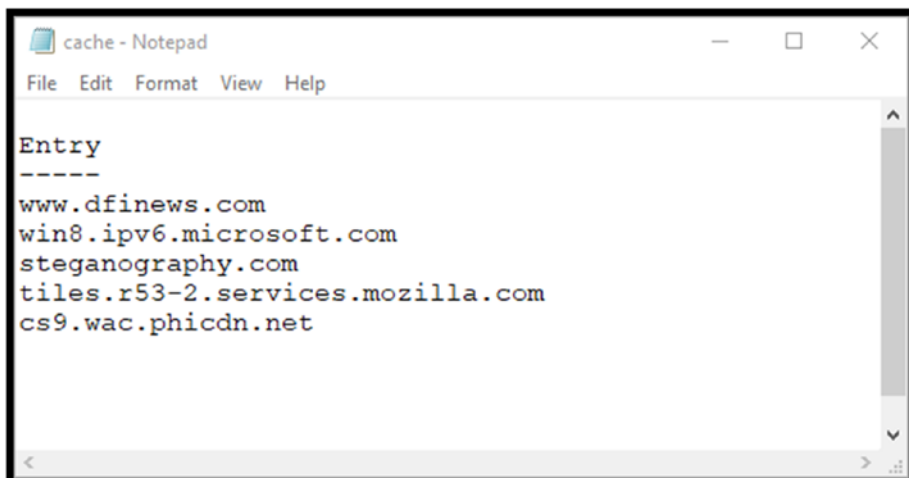 cache - Notepad
File Edit Format View Help
Entry
-----
www.dfinews.com
win8.ipv6.microsoft.com
steganography.com
tiles.r53-2.services.mozilla.com
cs9.wac.phicdn.net